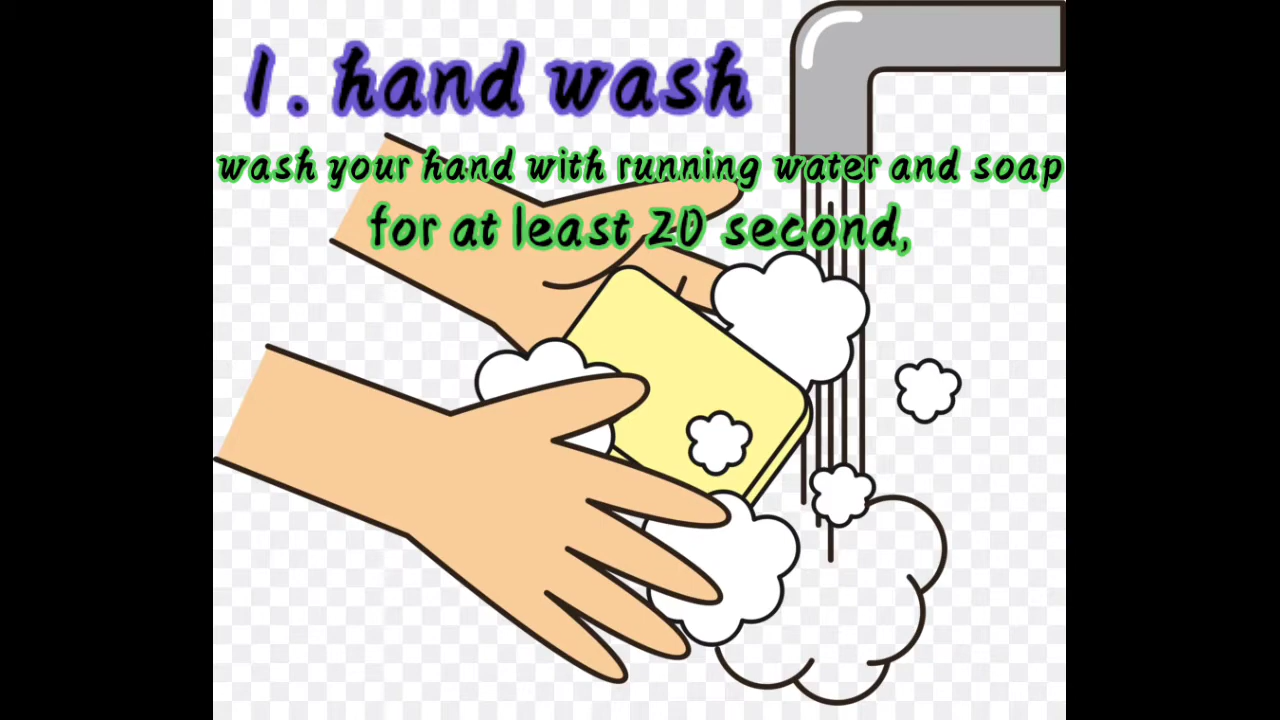 1. hand wash
wash your hand with running water and soap
for at least 20 second,